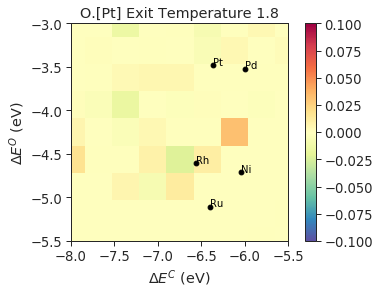 O.[Pt] Exit Temperature 1.8
−3.0
−3.5
−4.0
−4.5
−5.0
−5.5
ΔE^O (eV)
Pt
Pd
Rh
Ni
Ru
−8.0 −7.5 −7.0 −6.5 −6.0 −5.5
ΔE^C (eV)
0.100
0.075
0.050
0.025
0.000
−0.025
−0.050
−0.075
−0.100